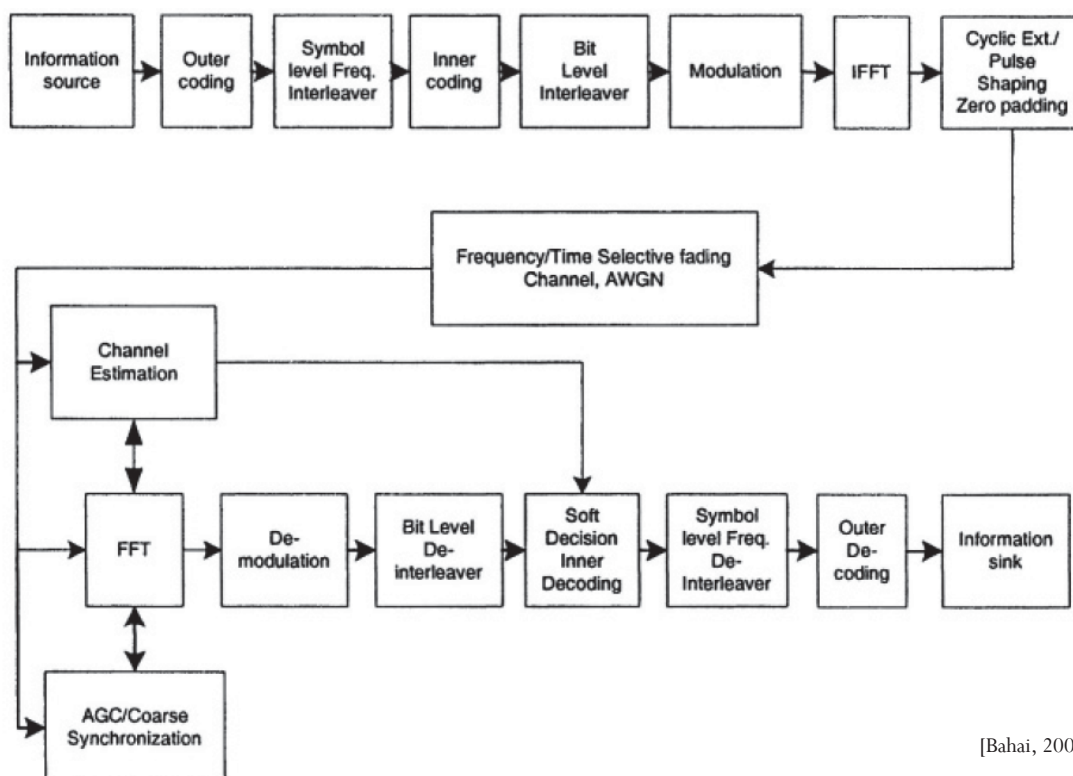 Information
source
Outer
coding
Symbol
level Freq.
Interleaver
Inner
coding
Bit
Level
Interleaver
Modulation
IFFT
Cyclic Ext./
Pulse
Shaping
Zero padding
Frequency/Time Selective fading
Channel, AWGN
Channel
Estimation
FFT
De-
modulation
Bit Level
De-
interleaver
Soft
Decision
Inner
Decoding
Symbol
level Freq.
De-
Interleaver
Outer
De-
coding
Information
sink
AGC/Coarse
Synchronization
[Bahai, 200